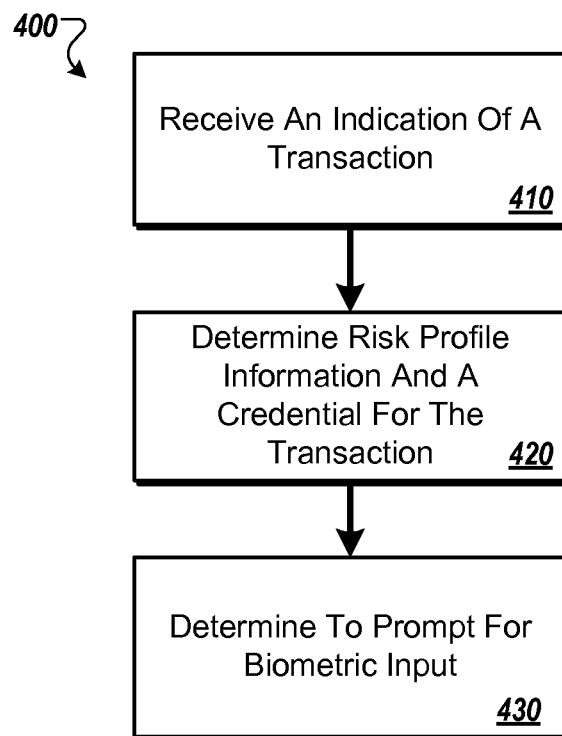 400
Receive An Indication Of A
Transaction
410
Determine Risk Profile
Information And A
Credential For The
Transaction
420
Determine To Prompt For
Biometric Input
430